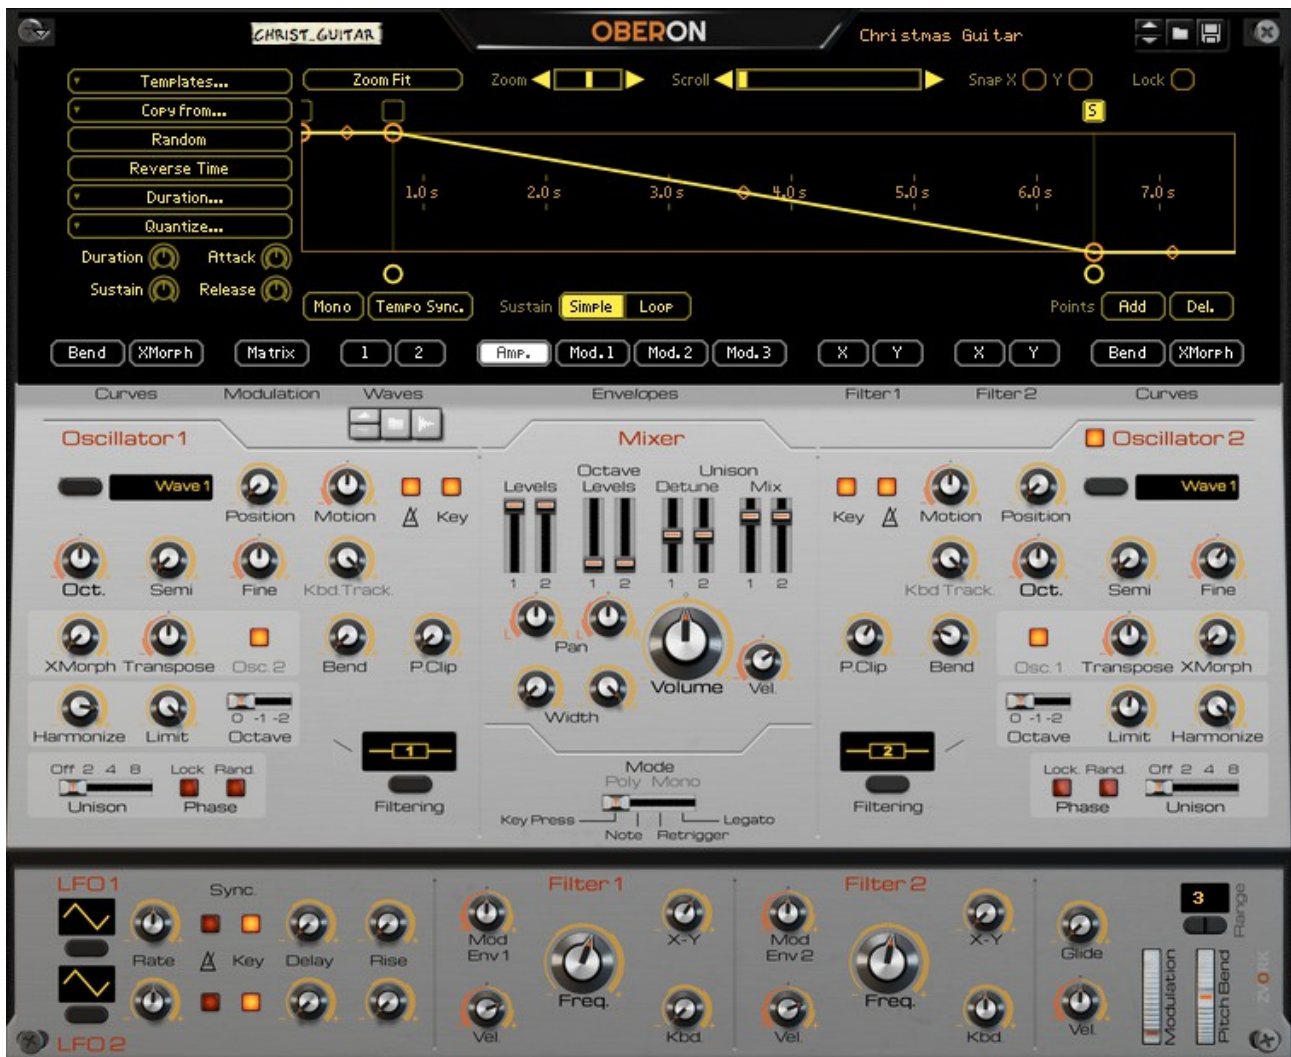 CHRIST_GUITAR OBERON Christmas Guitar
Templates... Zoom Fit Zoom Scroll Snap X Y Lock
Copy from... S
Random
Reverse Time
Duration... 1.0 s 2.0 s 3.0 s 4.0 s 5.0 s 6.0 s 7.0 s
Quantize...
Duration Attack
Sustain Release
Mono Tempo Sync. Sustain Simple Loop Points Add Del.
Bend XMorph Matrix 1 2 Amp. Mod.1 Mod.2 Mod.3 X Y X Y Bend XMorph
Curves Modulation Waves Envelopes Filter1 Filter2 Curves
Oscillator 1 Mixer Oscillator 2
Octave Unison
Wave 1 Levels Levels Detune Mix Wave 1
Position Motion Key Key Motion Position
1 2 1 2 1 2 1 2
Oct. Semi Fine Kbd.Track. Kbd Track. Oct. Semi Fine
L R L R
Pan
XMorph Transpose Osc.2 Bend P.Clip P.Clip Bend Osc.1 Transpose XMorph
0
Volume Vel.
Width
0 -1 -2 0 -1 -2
Harmonize Limit Octave 1 2 Octave Limit Harmonize
Mode
Off 2 4 8 Lock Rand. Poly Mono Lock Rand. Off 2 4 8
Unison Phase Filtering Filtering Phase Unison
Key Press Legato
Note Retrigger
LFO 1 Sync. Filter 1 Filter 2
3
Range
Rate Key Delay Rise Mod Env 1 X-Y Mod Env 2 X-Y Glide
Freq. Freq.
Vel. Kbd. Vel. Kbd. Vel.
Modulation
Pitch Bend
ZVORK
LFO 2